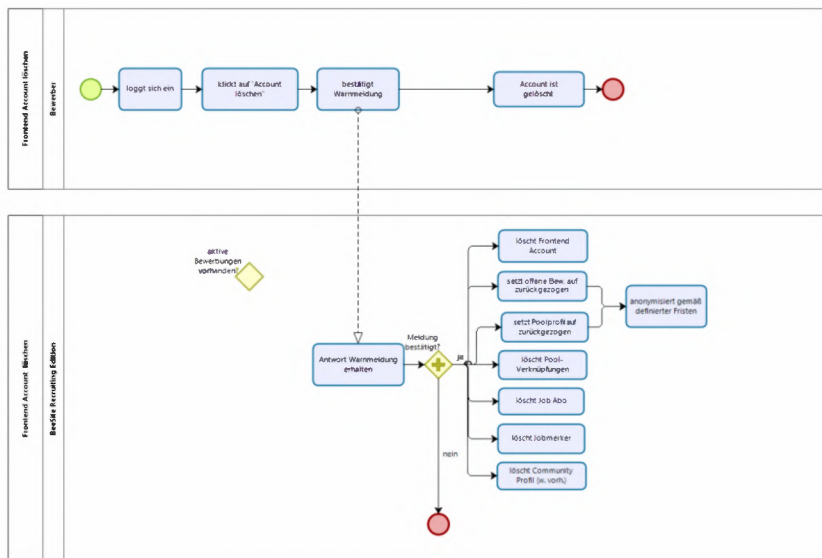 Frontend Account löschen
Bewerber
loggt sich ein
klickt auf "Account
löschen"
bestätigt
Warnmeldung
Account ist
gelöscht
Frontend Account löschen
BeeSite Recruiting Edition
aktive
Bewerbungen
vorhanden?
Antwort Warnmeldung
erhalten
Meldung
bestätigt?
ja
nein
löscht Frontend
Account
setzt offene Bew. auf
zurückgezogen
setzt Poolprofil auf
zurückgezogen
anonymisiert gemäß
definierter Fristen
löscht Pool-
Verknüpfungen
löscht Job Abo
löscht Jobmerker
löscht Community
Profil (w. vorh.)